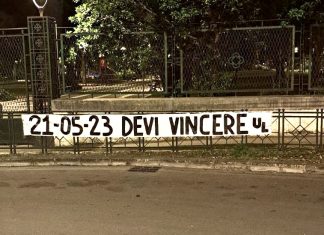 21-05-23 DEVI VINCERE UL